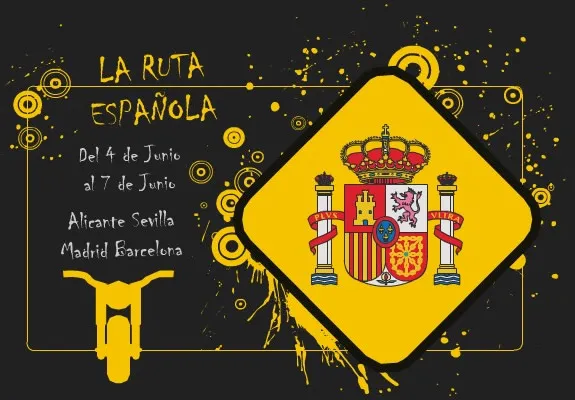 LA RUTA
ESPAÑOLA
Del 4 de Junio
al 7 de Junio
Alicante Sevilla
Madrid Barcelona
PLVS VLTRA